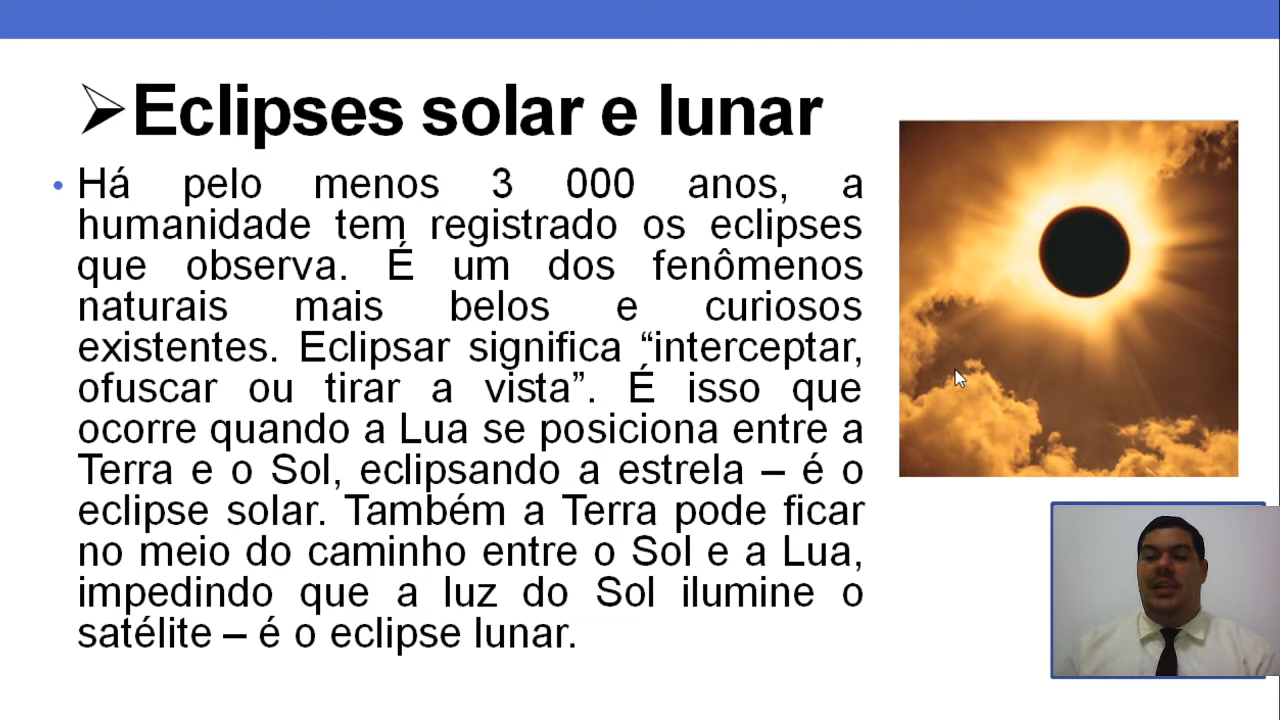 Eclipses solar e lunar
Há pelo menos 3 000 anos, a
humanidade tem registrado os eclipses
que observa. É um dos fenômenos
naturais mais belos e curiosos
existentes. Eclipsar significa “interceptar,
ofuscar ou tirar a vista”. É isso que
ocorre quando a Lua se posiciona entre a
Terra e o Sol, eclipsando a estrela – é o
eclipse solar. Também a Terra pode ficar
no meio do caminho entre o Sol e a Lua,
impedindo que a luz do Sol ilumine o
satélite – é o eclipse lunar.